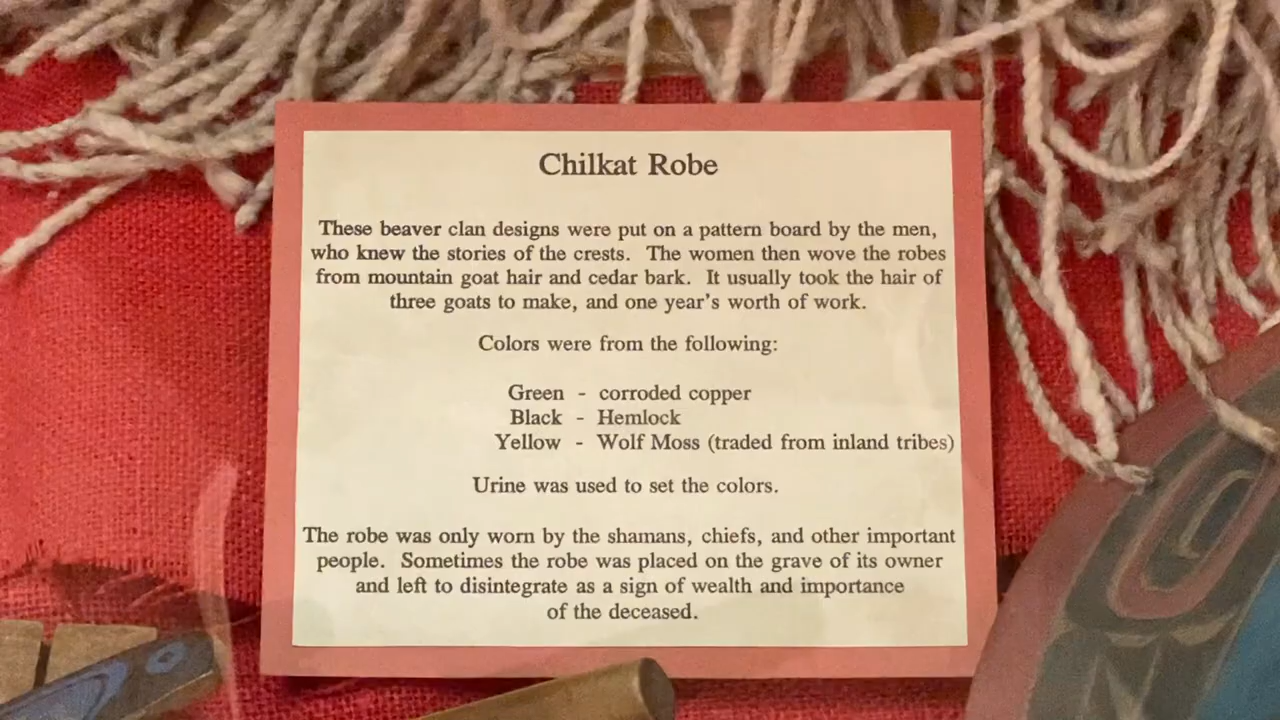 Chilkat Robe
These beaver clan designs were put on a pattern board by the men,
who knew the stories of the crests. The women then wove the robes
from mountain goat hair and cedar bark. It usually took the hair of
three goats to make, and one year's worth of work.
Colors were from the following:
Green - corroded copper
Black - Hemlock
Yellow - Wolf Moss (traded from inland tribes)
Urine was used to set the colors.
The robe was only worn by the shamans, chiefs, and other important
people. Sometimes the robe was placed on the grave of its owner
and left to disintegrate as a sign of wealth and importance
of the deceased.